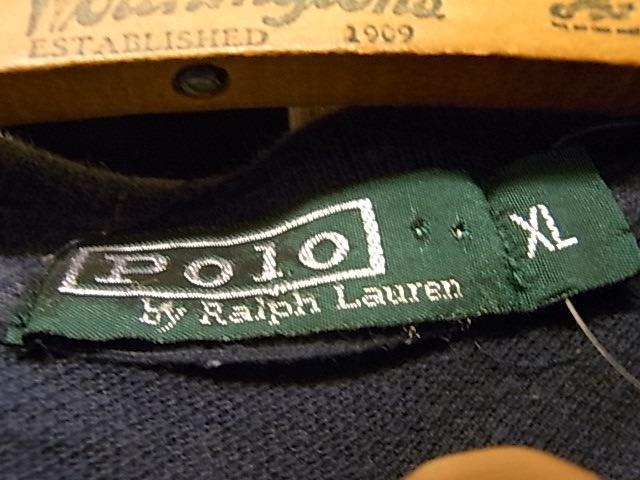 ESTABLISHED 1909
POLO
by Ralph Lauren
XL